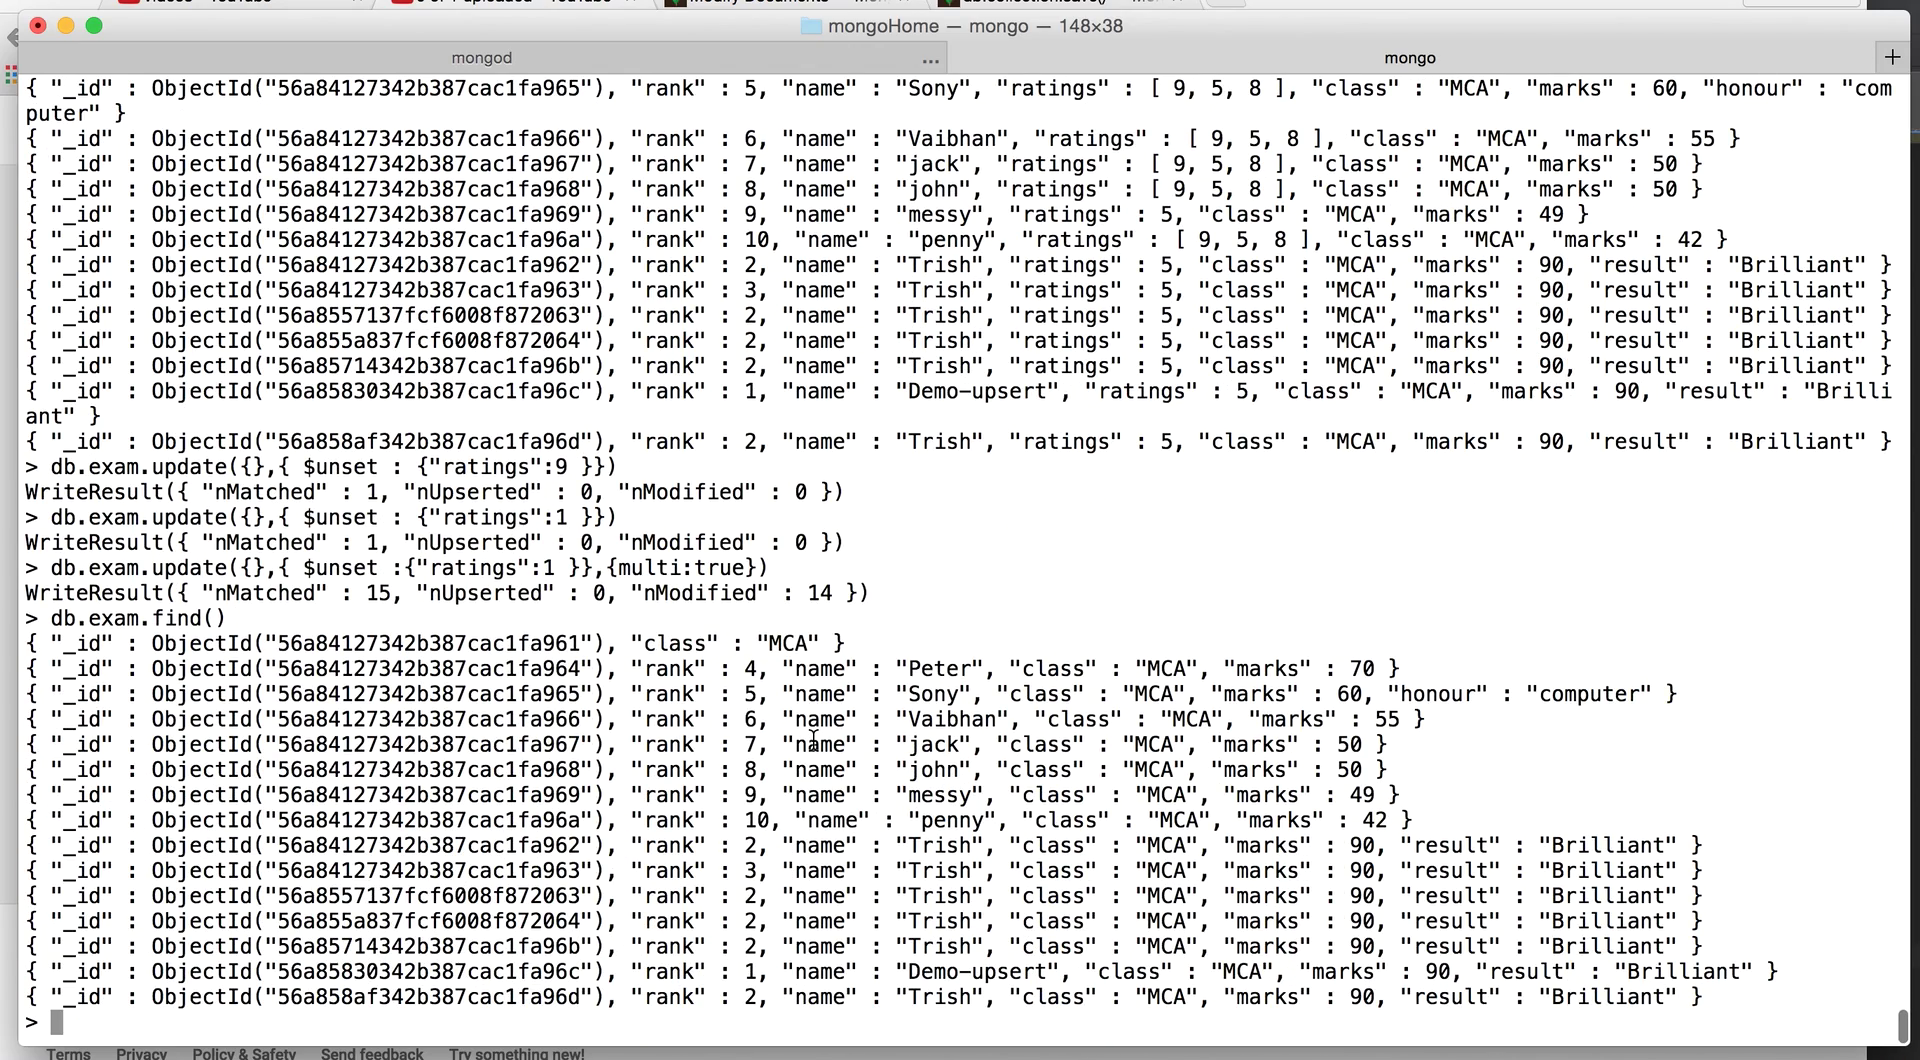 mongoHome — mongo — 148×38
mongod
...
mongo
+
{ "_id" : ObjectId("56a84127342b387cac1fa965"), "rank" : 5, "name" : "Sony", "ratings" : [ 9, 5, 8 ], "class" : "MCA", "marks" : 60, "honour" : "com
puter" }
{ "_id" : ObjectId("56a84127342b387cac1fa966"), "rank" : 6, "name" : "Vaibhan", "ratings" : [ 9, 5, 8 ], "class" : "MCA", "marks" : 55 }
{ "_id" : ObjectId("56a84127342b387cac1fa967"), "rank" : 7, "name" : "jack", "ratings" : [ 9, 5, 8 ], "class" : "MCA", "marks" : 50 }
{ "_id" : ObjectId("56a84127342b387cac1fa968"), "rank" : 8, "name" : "john", "ratings" : [ 9, 5, 8 ], "class" : "MCA", "marks" : 50 }
{ "_id" : ObjectId("56a84127342b387cac1fa969"), "rank" : 9, "name" : "messy", "ratings" : 5, "class" : "MCA", "marks" : 49 }
{ "_id" : ObjectId("56a84127342b387cac1fa96a"), "rank" : 10, "name" : "penny", "ratings" : [ 9, 5, 8 ], "class" : "MCA", "marks" : 42 }
{ "_id" : ObjectId("56a84127342b387cac1fa962"), "rank" : 2, "name" : "Trish", "ratings" : 5, "class" : "MCA", "marks" : 90, "result" : "Brilliant" }
{ "_id" : ObjectId("56a84127342b387cac1fa963"), "rank" : 3, "name" : "Trish", "ratings" : 5, "class" : "MCA", "marks" : 90, "result" : "Brilliant" }
{ "_id" : ObjectId("56a8557137fcf6008f872063"), "rank" : 2, "name" : "Trish", "ratings" : 5, "class" : "MCA", "marks" : 90, "result" : "Brilliant" }
{ "_id" : ObjectId("56a855a837fcf6008f872064"), "rank" : 2, "name" : "Trish", "ratings" : 5, "class" : "MCA", "marks" : 90, "result" : "Brilliant" }
{ "_id" : ObjectId("56a85714342b387cac1fa96b"), "rank" : 2, "name" : "Trish", "ratings" : 5, "class" : "MCA", "marks" : 90, "result" : "Brilliant" }
{ "_id" : ObjectId("56a85830342b387cac1fa96c"), "rank" : 1, "name" : "Demo-upsert", "ratings" : 5, "class" : "MCA", "marks" : 90, "result" : "Brilli
ant" }
{ "_id" : ObjectId("56a858af342b387cac1fa96d"), "rank" : 2, "name" : "Trish", "ratings" : 5, "class" : "MCA", "marks" : 90, "result" : "Brilliant" }
> db.exam.update({},{ $unset : {"ratings":9 }})
WriteResult({ "nMatched" : 1, "nUpserted" : 0, "nModified" : 0 })
> db.exam.update({},{ $unset : {"ratings":1 }})
WriteResult({ "nMatched" : 1, "nUpserted" : 0, "nModified" : 0 })
> db.exam.update({},{ $unset :{"ratings":1 }},{multi:true})
WriteResult({ "nMatched" : 15, "nUpserted" : 0, "nModified" : 14 })
> db.exam.find()
{ "_id" : ObjectId("56a84127342b387cac1fa961"), "class" : "MCA" }
{ "_id" : ObjectId("56a84127342b387cac1fa964"), "rank" : 4, "name" : "Peter", "class" : "MCA", "marks" : 70 }
{ "_id" : ObjectId("56a84127342b387cac1fa965"), "rank" : 5, "name" : "Sony", "class" : "MCA", "marks" : 60, "honour" : "computer" }
{ "_id" : ObjectId("56a84127342b387cac1fa966"), "rank" : 6, "name" : "Vaibhan", "class" : "MCA", "marks" : 55 }
{ "_id" : ObjectId("56a84127342b387cac1fa967"), "rank" : 7, "name" : "jack", "class" : "MCA", "marks" : 50 }
{ "_id" : ObjectId("56a84127342b387cac1fa968"), "rank" : 8, "name" : "john", "class" : "MCA", "marks" : 50 }
{ "_id" : ObjectId("56a84127342b387cac1fa969"), "rank" : 9, "name" : "messy", "class" : "MCA", "marks" : 49 }
{ "_id" : ObjectId("56a84127342b387cac1fa96a"), "rank" : 10, "name" : "penny", "class" : "MCA", "marks" : 42 }
{ "_id" : ObjectId("56a84127342b387cac1fa962"), "rank" : 2, "name" : "Trish", "class" : "MCA", "marks" : 90, "result" : "Brilliant" }
{ "_id" : ObjectId("56a84127342b387cac1fa963"), "rank" : 3, "name" : "Trish", "class" : "MCA", "marks" : 90, "result" : "Brilliant" }
{ "_id" : ObjectId("56a8557137fcf6008f872063"), "rank" : 2, "name" : "Trish", "class" : "MCA", "marks" : 90, "result" : "Brilliant" }
{ "_id" : ObjectId("56a855a837fcf6008f872064"), "rank" : 2, "name" : "Trish", "class" : "MCA", "marks" : 90, "result" : "Brilliant" }
{ "_id" : ObjectId("56a85714342b387cac1fa96b"), "rank" : 2, "name" : "Trish", "class" : "MCA", "marks" : 90, "result" : "Brilliant" }
{ "_id" : ObjectId("56a85830342b387cac1fa96c"), "rank" : 1, "name" : "Demo-upsert", "class" : "MCA", "marks" : 90, "result" : "Brilliant" }
{ "_id" : ObjectId("56a858af342b387cac1fa96d"), "rank" : 2, "name" : "Trish", "class" : "MCA", "marks" : 90, "result" : "Brilliant" }
>
Terms Privacy Policy & Safety Send feedback Try something new!